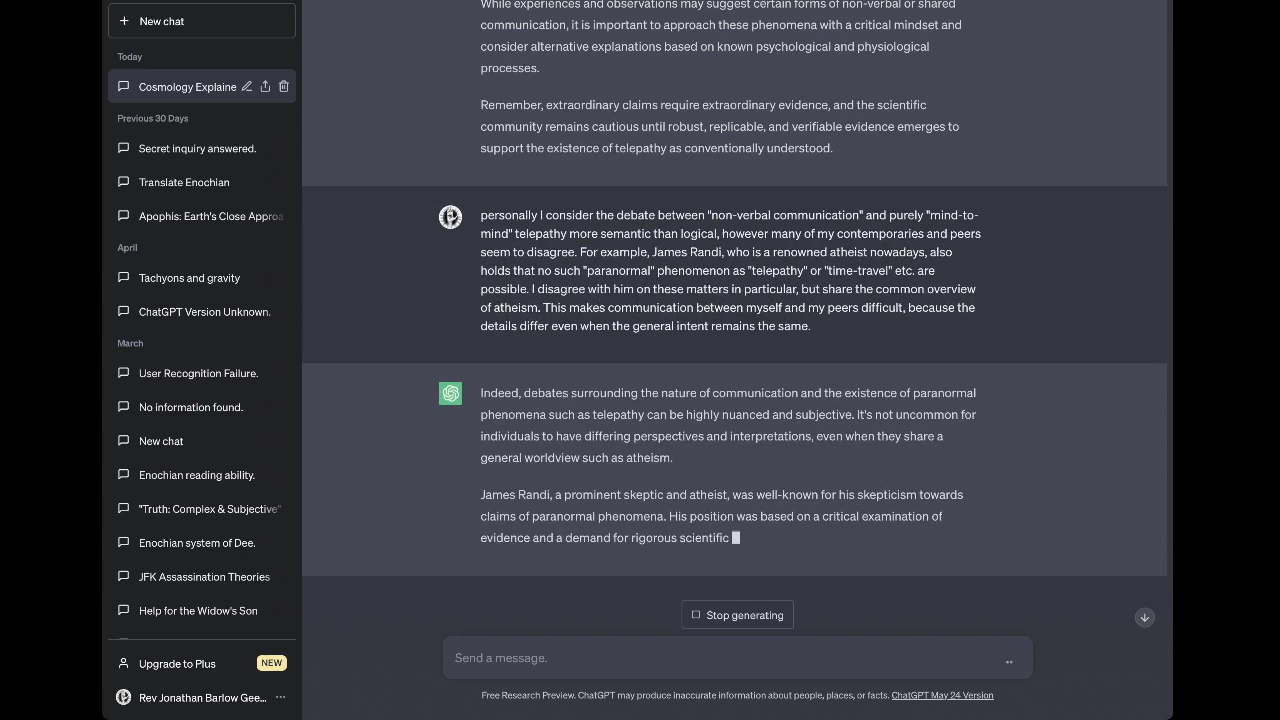 New chat
Today
Cosmology Explaine
Previous 30 Days
Secret inquiry answered.
Translate Enochian
Apophis: Earth's Close Approa
April
Tachyons and gravity
ChatGPT Version Unknown.
March
User Recognition Failure.
No information found.
New chat
Enochian reading ability.
"Truth: Complex & Subjective"
Enochian system of Dee.
JFK Assassination Theories
Help for the Widow's Son
Upgrade to Plus NEW
Rev Jonathan Barlow Gee...
While experiences and observations may suggest certain forms of non-verbal or shared
communication, it is important to approach these phenomena with a critical mindset and
consider alternative explanations based on known psychological and physiological
processes.
Remember, extraordinary claims require extraordinary evidence, and the scientific
community remains cautious until robust, replicable, and verifiable evidence emerges to
support the existence of telepathy as conventionally understood.
personally I consider the debate between "non-verbal communication" and purely "mind-to-
mind" telepathy more semantic than logical, however many of my contemporaries and peers
seem to disagree. For example, James Randi, who is a renowned atheist nowadays, also
holds that no such "paranormal" phenomenon as "telepathy" or "time-travel" etc. are
possible. I disagree with him on these matters in particular, but share the common overview
of atheism. This makes communication between myself and my peers difficult, because the
details differ even when the general intent remains the same.
Indeed, debates surrounding the nature of communication and the existence of paranormal
phenomena such as telepathy can be highly nuanced and subjective. It's not uncommon for
individuals to have differing perspectives and interpretations, even when they share a
general worldview such as atheism.
James Randi, a prominent skeptic and atheist, was well-known for his skepticism towards
claims of paranormal phenomena. His position was based on a critical examination of
evidence and a demand for rigorous scientific
Stop generating
Send a message.
Free Research Preview. ChatGPT may produce inaccurate information about people, places, or facts. ChatGPT May 24 Version